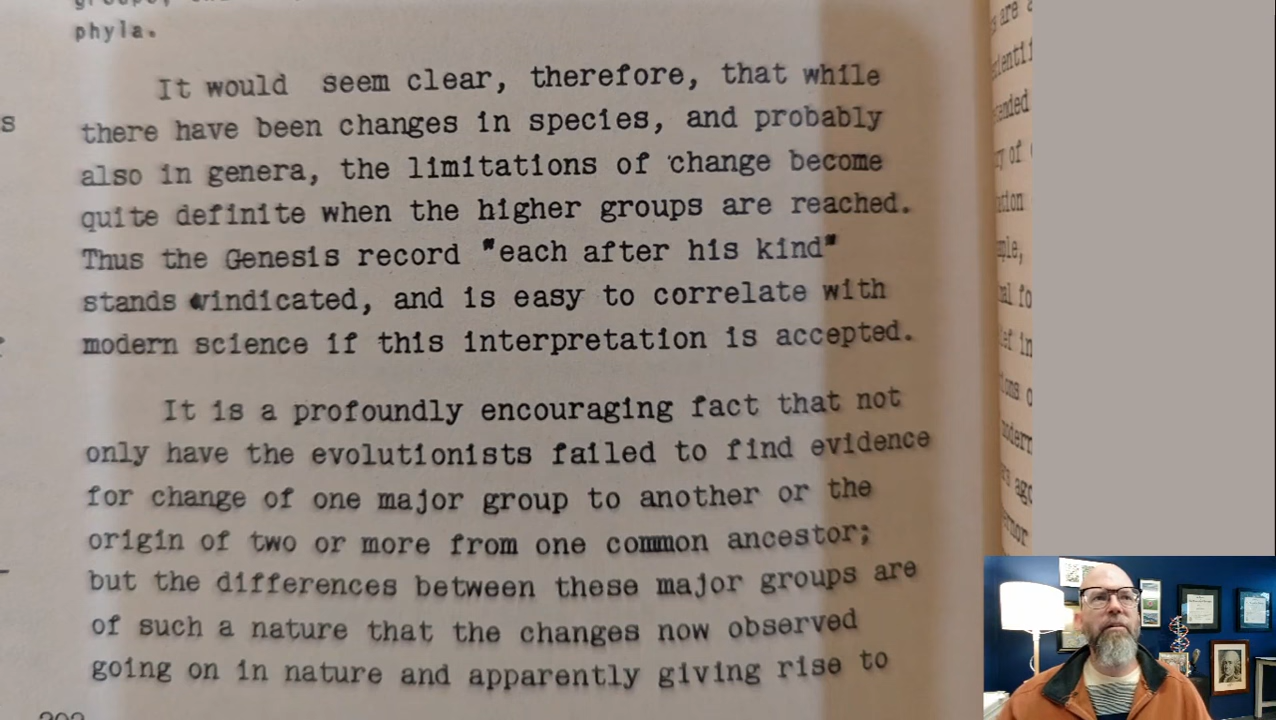 phyla.
It would seem clear, therefore, that while
there have been changes in species, and probably
also in genera, the limitations of change become
quite definite when the higher groups are reached.
Thus the Genesis record "each after his kind"
stands vindicated, and is easy to correlate with
modern science if this interpretation is accepted.
It is a profoundly encouraging fact that not
only have the evolutionists failed to find evidence
for change of one major group to another or the
origin of two or more from one common ancestor;
but the differences between these major groups are
of such a nature that the changes now observed
going on in nature and apparently giving rise to